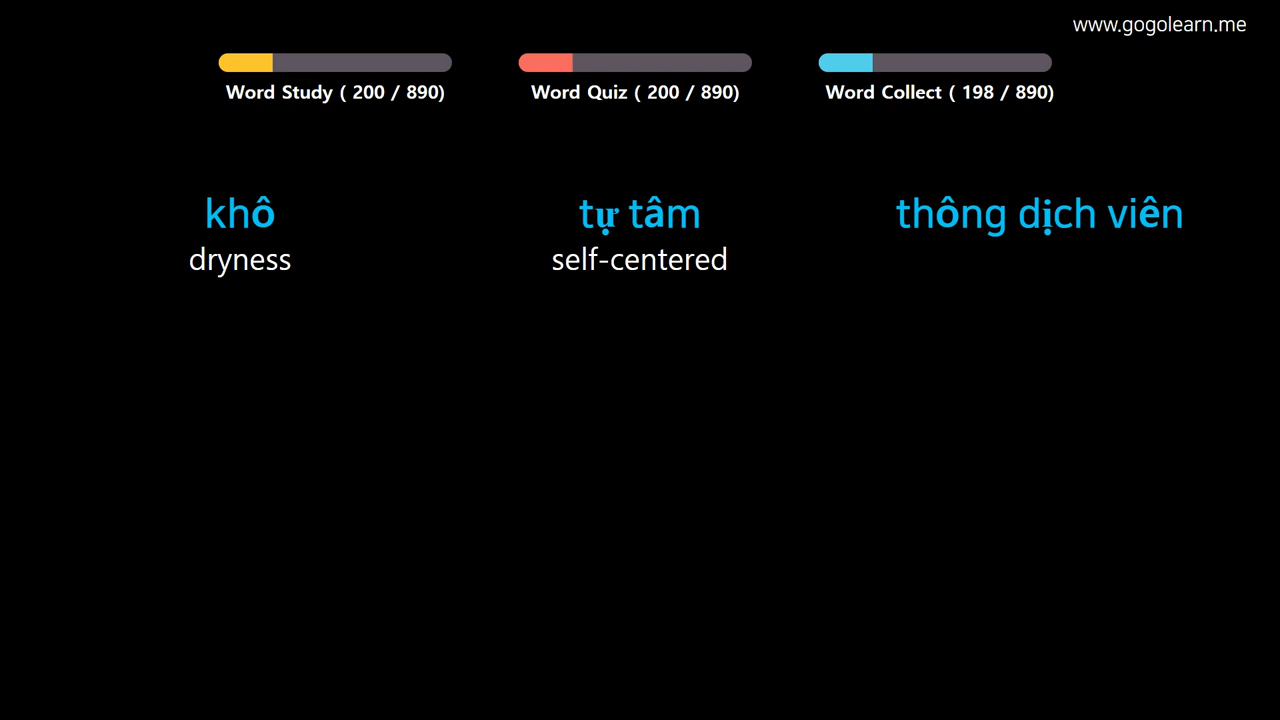 www.gogolearn.me
Word Study ( 200 / 890)
Word Quiz ( 200 / 890)
Word Collect ( 198 / 890)
khô
dryness
tự tâm
self-centered
thông dịch viên